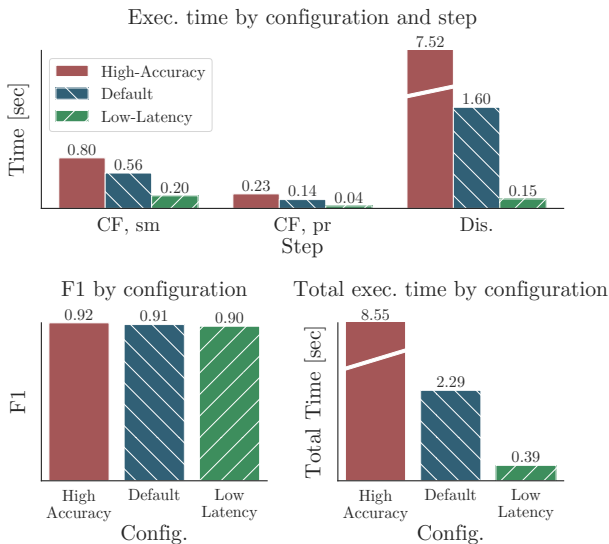 Exec. time by configuration and step
Time [sec]
High-Accuracy
Default
Low-Latency
0.80
0.56
0.20
0.23
0.14
0.04
7.52
1.60
0.15
CF, sm
CF, pr
Dis.
Step
F1 by configuration
F1
0.92
0.91
0.90
High
Accuracy
Default
Low
Latency
Config.
Total exec. time by configuration
Total Time [sec]
8.55
2.29
0.39
High
Accuracy
Default
Low
Latency
Config.